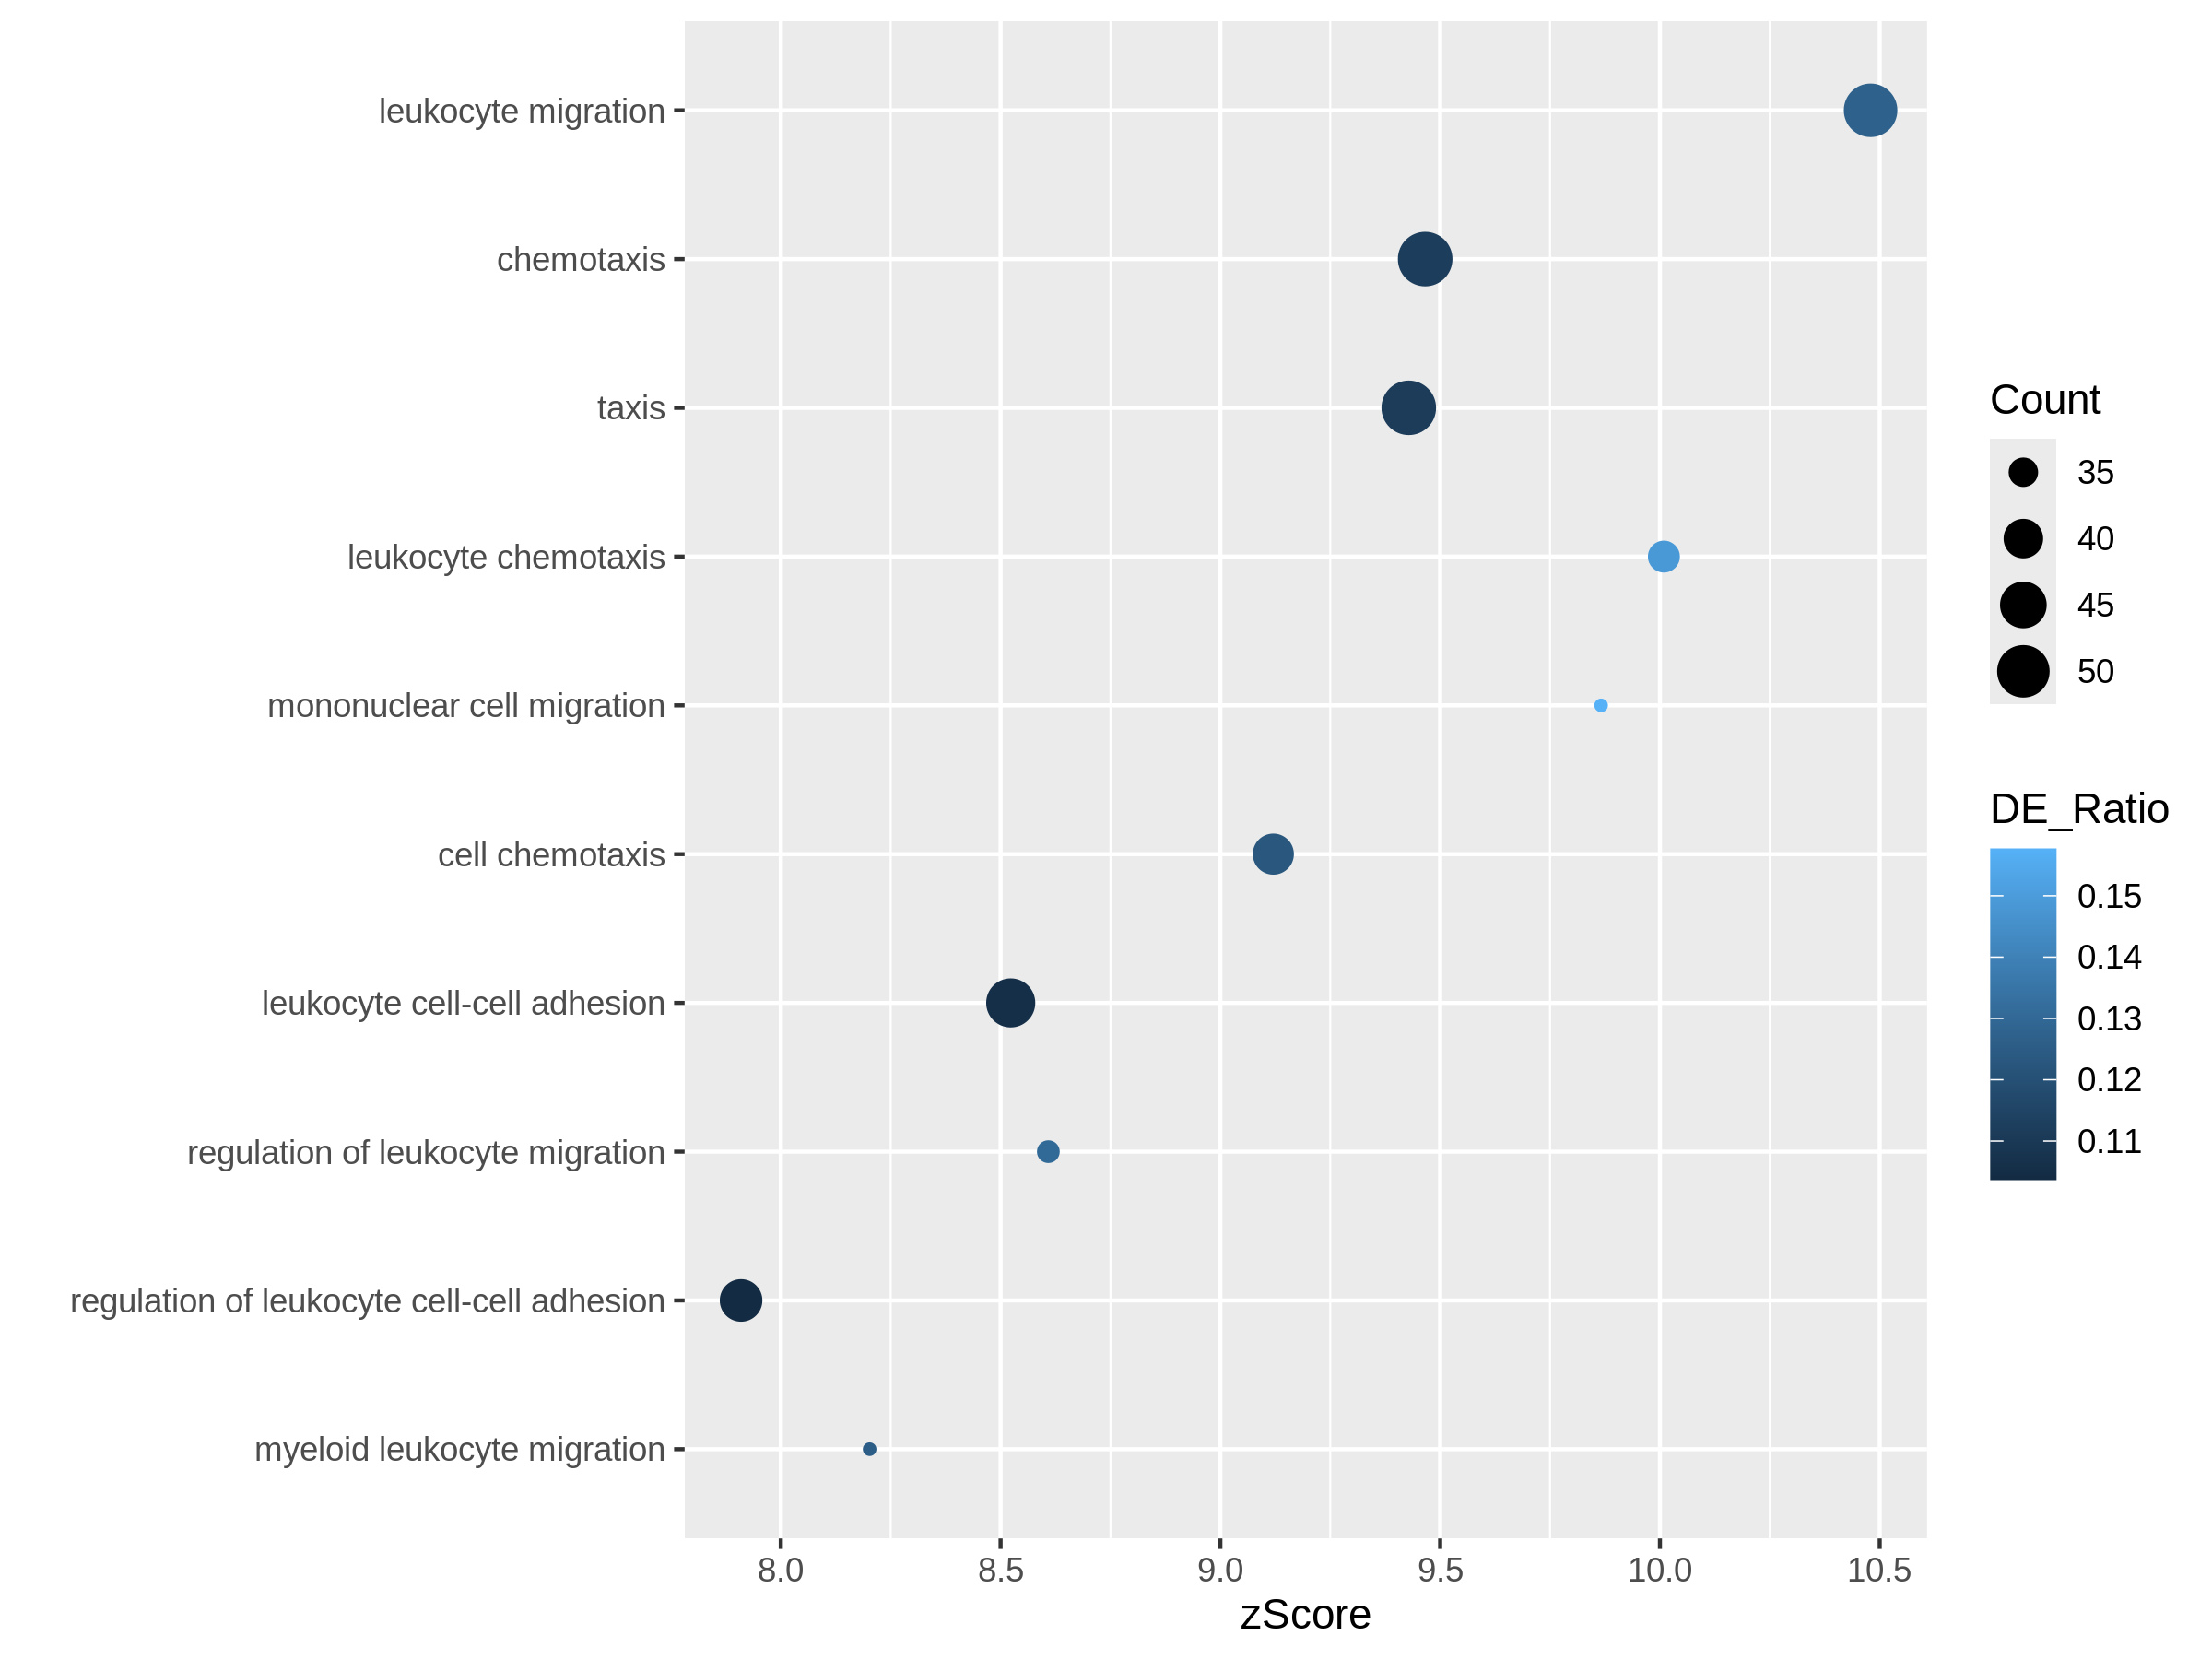 leukocyte migration
chemotaxis
taxis
leukocyte chemotaxis
mononuclear cell migration
cell chemotaxis
leukocyte cell-cell adhesion
regulation of leukocyte migration
regulation of leukocyte cell-cell adhesion
myeloid leukocyte migration
8.0 8.5 9.0 9.5 10.0 10.5
zScore
Count
35
40
45
50
DE_Ratio
0.15
0.14
0.13
0.12
0.11